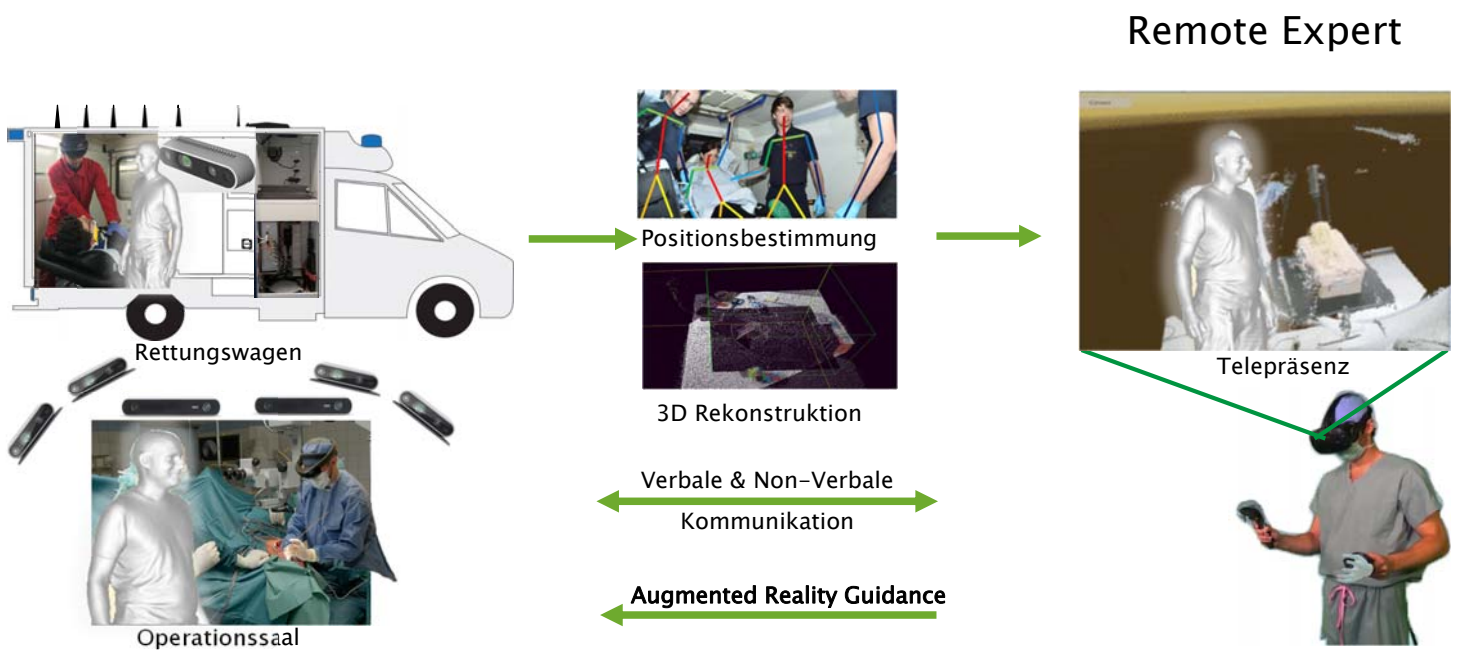 Remote Expert
Positionsbestimmung
Rettungswagen
Telepräsenz
3D Rekonstruktion
Verbale & Non-Verbale
Kommunikation
Augmented Reality Guidance
Operationssaal